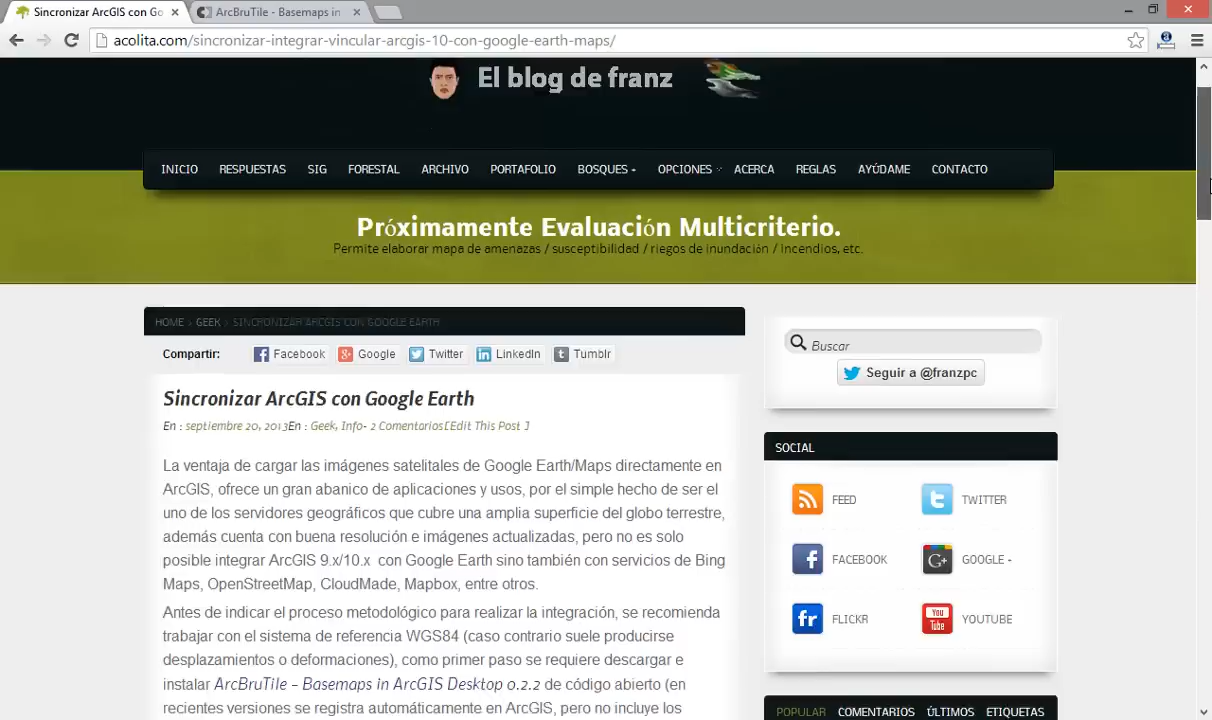 Sincronizar ArcGIS con Go
ArcBruTile - Basemaps in
acolita.com/sincronizar-integrar-vincular-arcgis-10-con-google-earth-maps/
El blog de franz
INICIO RESPUESTAS SIG FORESTAL ARCHIVO PORTAFOLIO BOSQUES OPCIONES ACERCA REGLAS AYÚDAME CONTACTO
Próximamente Evaluación Multicriterio.
Permite elaborar mapa de amenazas / susceptibilidad / riegos de inundación / Incendios, etc.
HOME > GEEK > SINCRONIZAR ARCGIS CON GOOGLE EARTH
Compartir: Facebook Google Twitter LinkedIn Tumblr
Sincronizar ArcGIS con Google Earth
En : septiembre 20, 2013En : Geek, Info- 2 Comentarios[Edit This Post ]
La ventaja de cargar las imágenes satelitales de Google Earth/Maps directamente en
ArcGIS, ofrece un gran abanico de aplicaciones y usos, por el simple hecho de ser el
uno de los servidores geográficos que cubre una amplia superficie del globo terrestre,
además cuenta con buena resolución e imágenes actualizadas, pero no es solo
posible integrar ArcGIS 9.x/10.x con Google Earth sino también con servicios de Bing
Maps, OpenStreetMap, CloudMade, Mapbox, entre otros.
Antes de indicar el proceso metodológico para realizar la integración, se recomienda
trabajar con el sistema de referencia WGS84 (caso contrario suele producirse
desplazamientos o deformaciones), como primer paso se requiere descargar e
instalar ArcBruTile – Basemaps in ArcGIS Desktop 0.2.2 de código abierto (en
recientes versiones se registra automáticamente en ArcGIS, pero no incluye los
Buscar
Seguir a @franzpc
SOCIAL
FEED TWITTER
FACEBOOK GOOGLE +
FLICKR YOUTUBE
POPULAR COMENTARIOS ÚLTIMOS ETIQUETAS